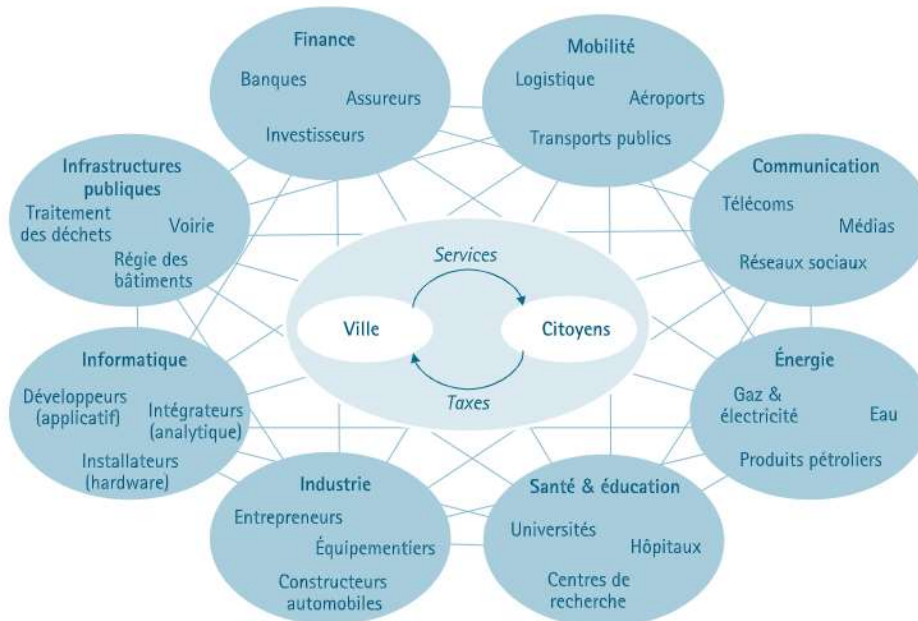 Finance
Banques
Assureurs
Investisseurs
Mobilité
Logistique
Aéroports
Transports publics
Infrastructures
publiques
Traitement
des déchets
Voirie
Régie des
bâtiments
Communication
Télécoms
Médias
Réseaux sociaux
Services
Ville
Citoyens
Taxes
Informatique
Développeurs
(applicatif)
Intégrateurs
(analytique)
Installateurs
(hardware)
Énergie
Gaz &
électricité
Eau
Produits pétroliers
Industrie
Entrepreneurs
Équipementiers
Constructeurs
automobiles
Santé & éducation
Universités
Hôpitaux
Centres de
recherche